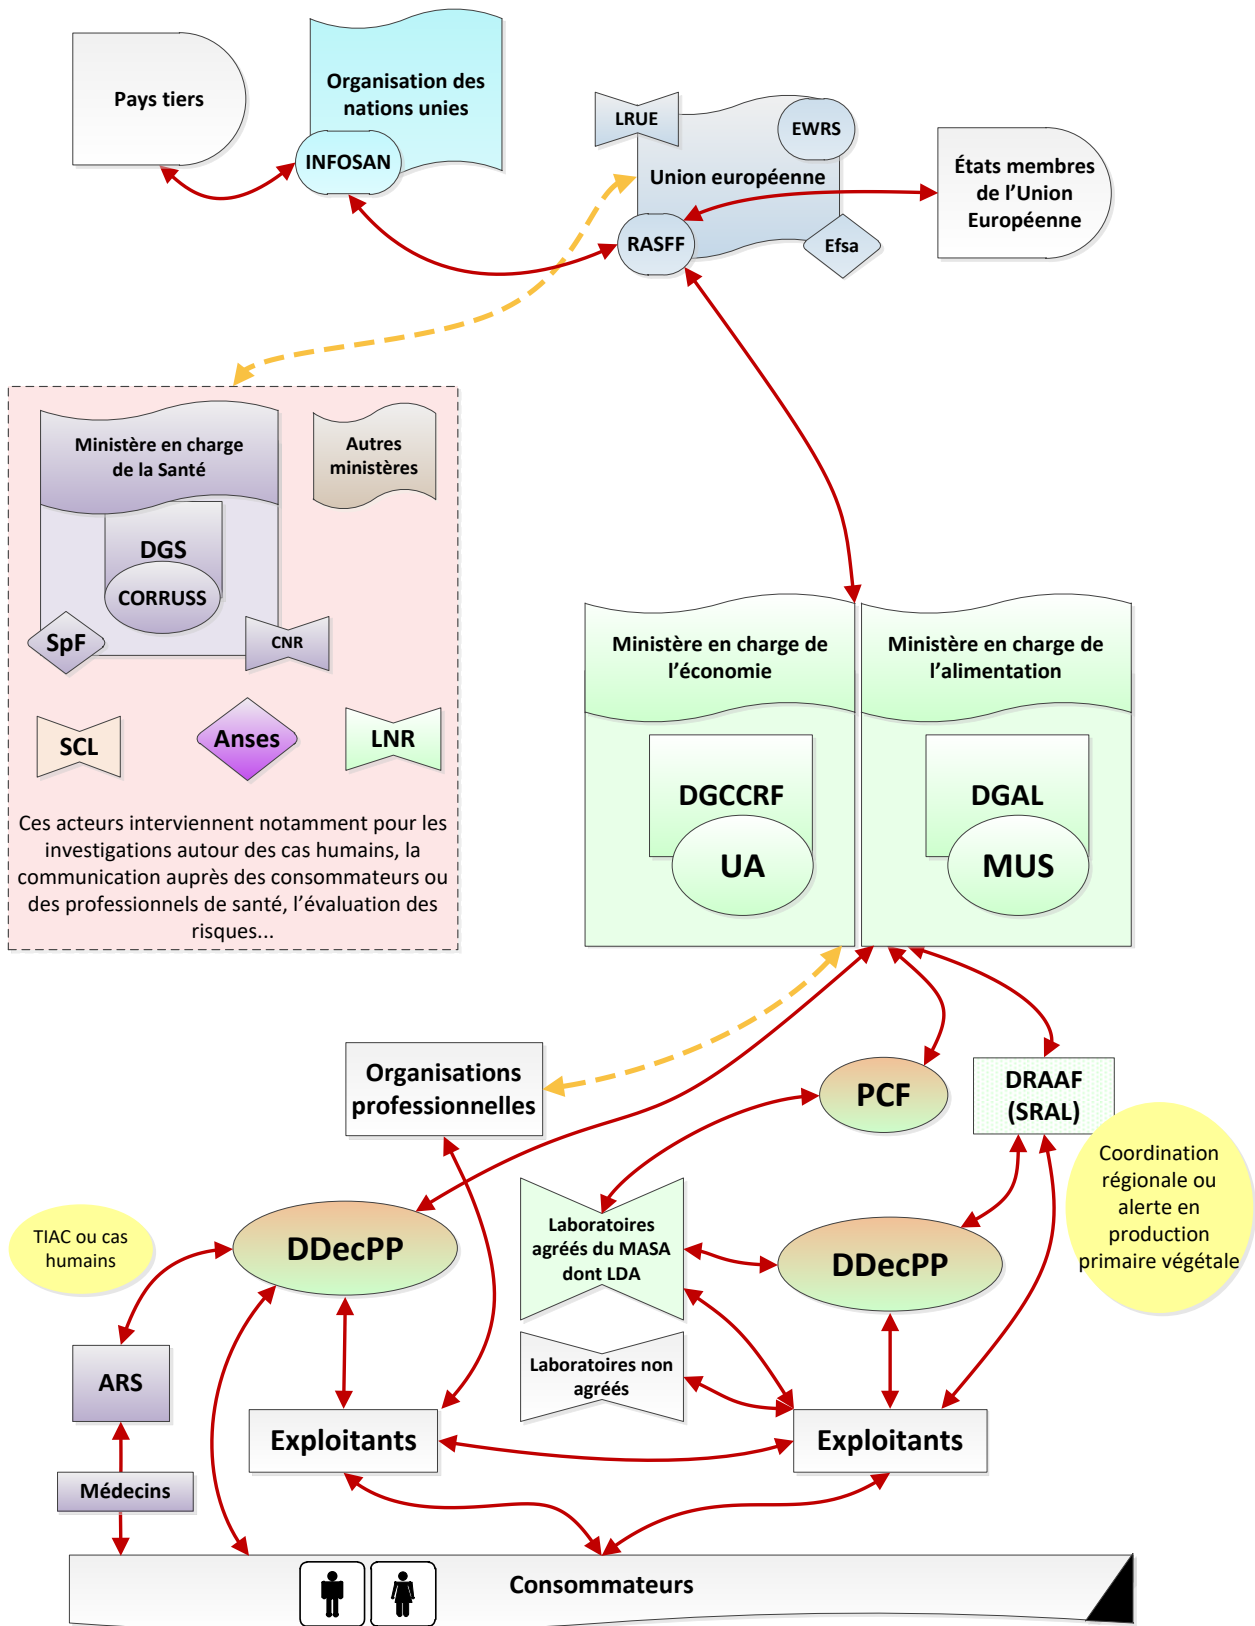 Pays tiers
Organisation des
nations unies
INFOSAN
LRUE
EWRS
Union européenne
RASFF
Efsa
États membres
de l’Union
Européenne
Ministère en charge
de la Santé
Autres
ministères
DGS
CORRUSS
SpF
CNR
SCL
Anses
LNR
Ces acteurs interviennent notamment pour les
investigations autour des cas humains, la
communication auprès des consommateurs ou
des professionnels de santé, l’évaluation des
risques...
Ministère en charge de
l’économie
Ministère en charge de
l’alimentation
DGCCRF
UA
DGAL
MUS
Organisations
professionnelles
PCF
DRAAF
(SRAL)
Coordination
régionale ou
alerte en
production
primaire végétale
TIAC ou cas
humains
DDecPP
Laboratoires
agréés du MASA
dont LDA
DDecPP
Laboratoires non
agréés
ARS
Exploitants
Exploitants
Médecins
Consommateurs